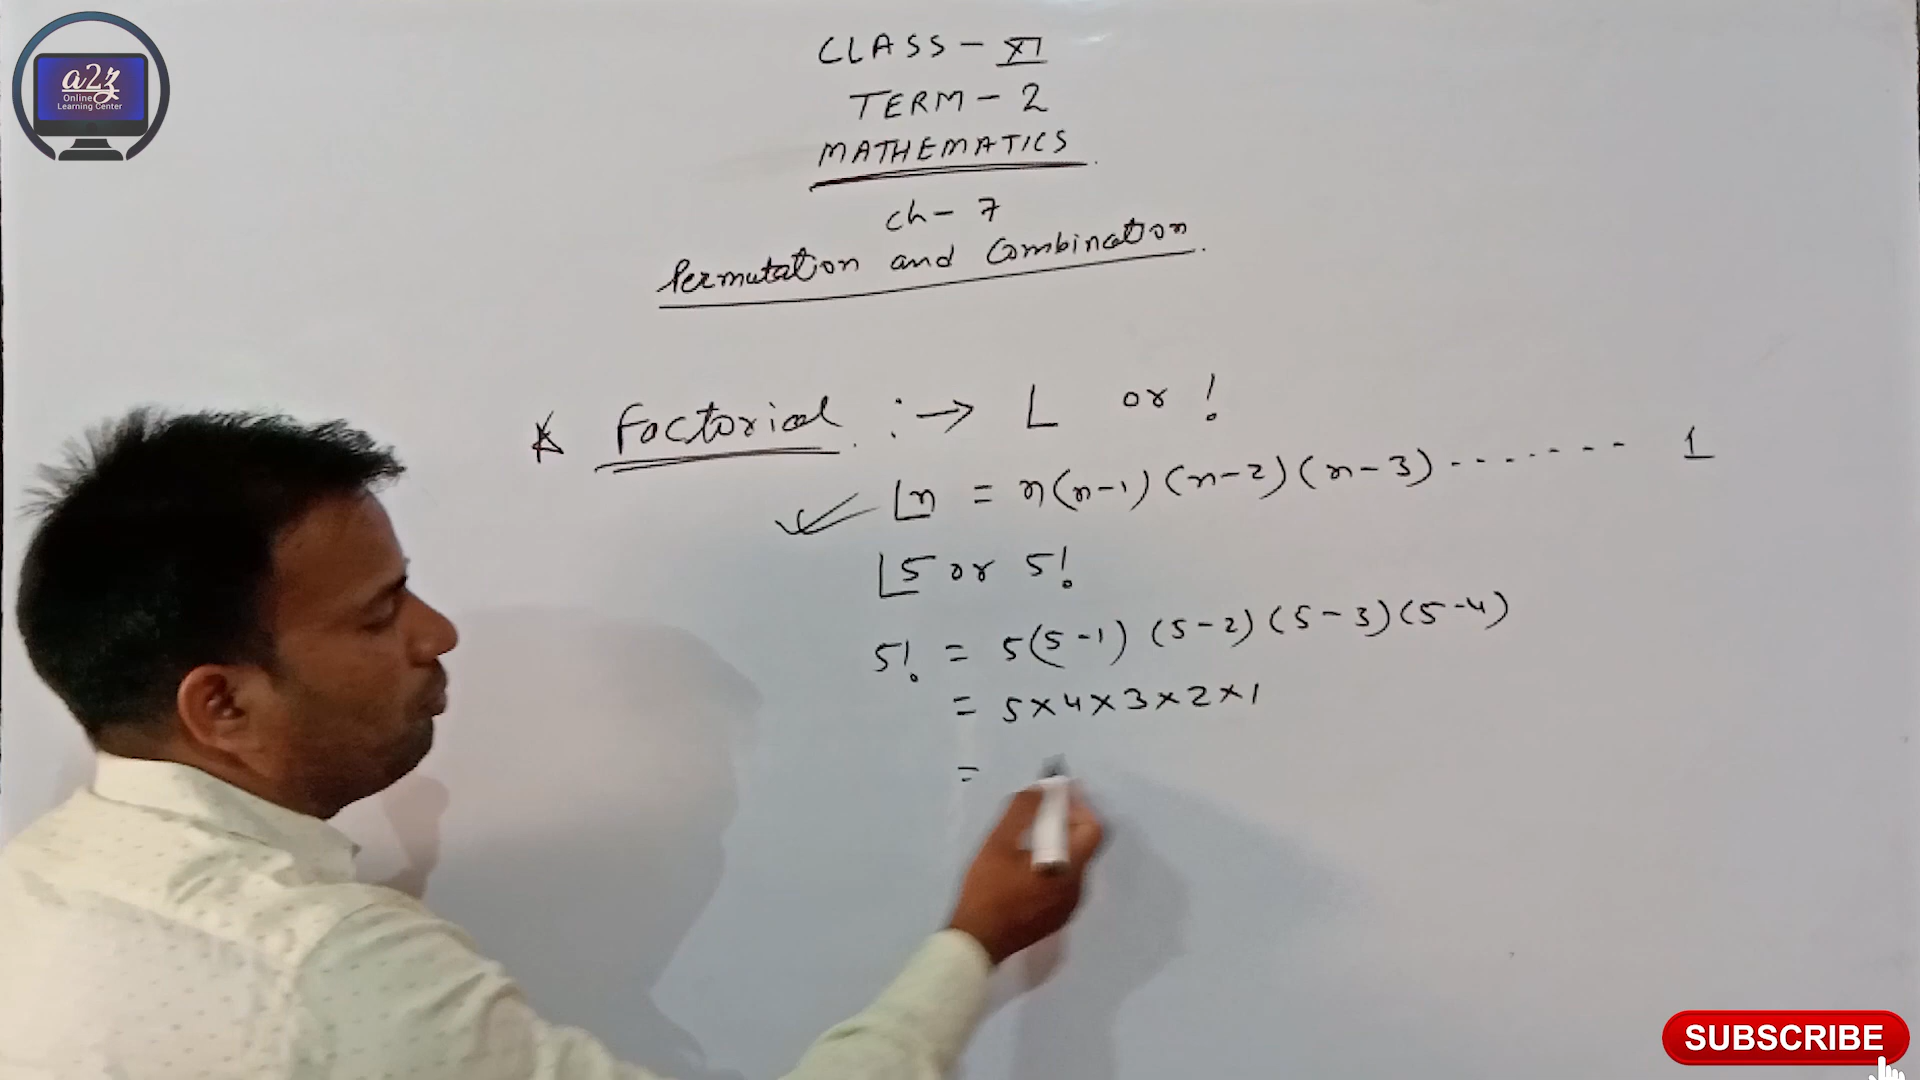 a2z
Online
Learning Center
CLASS - XI
TERM - 2
MATHEMATICS
ch - 7
Permutation and Combination
* Factorial :→ L or !
✓ ⌊n = n(n-1)(n-2)(n-3)....... 1
⌊5 or 5!
5! = 5(5-1)(5-2)(5-3)(5-4)
= 5×4×3×2×1
=
SUBSCRIBE